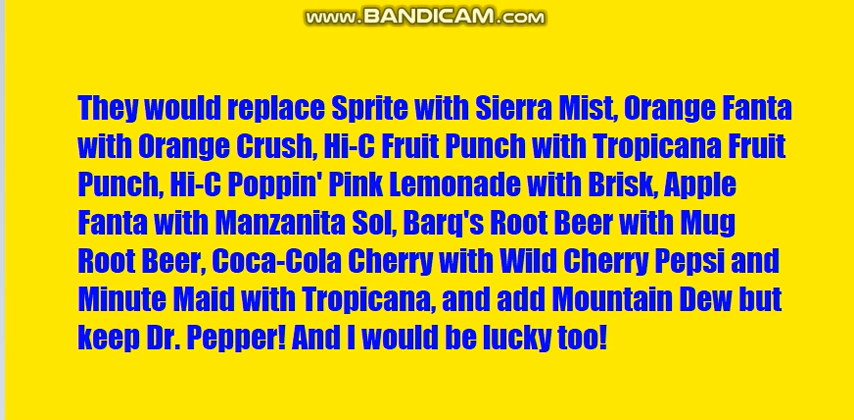 www.BANDICAM.com
They would replace Sprite with Sierra Mist, Orange Fanta
with Orange Crush, Hi-C Fruit Punch with Tropicana Fruit
Punch, Hi-C Poppin' Pink Lemonade with Brisk, Apple
Fanta with Manzanita Sol, Barq's Root Beer with Mug
Root Beer, Coca-Cola Cherry with Wild Cherry Pepsi and
Minute Maid with Tropicana, and add Mountain Dew but
keep Dr. Pepper! And I would be lucky too!